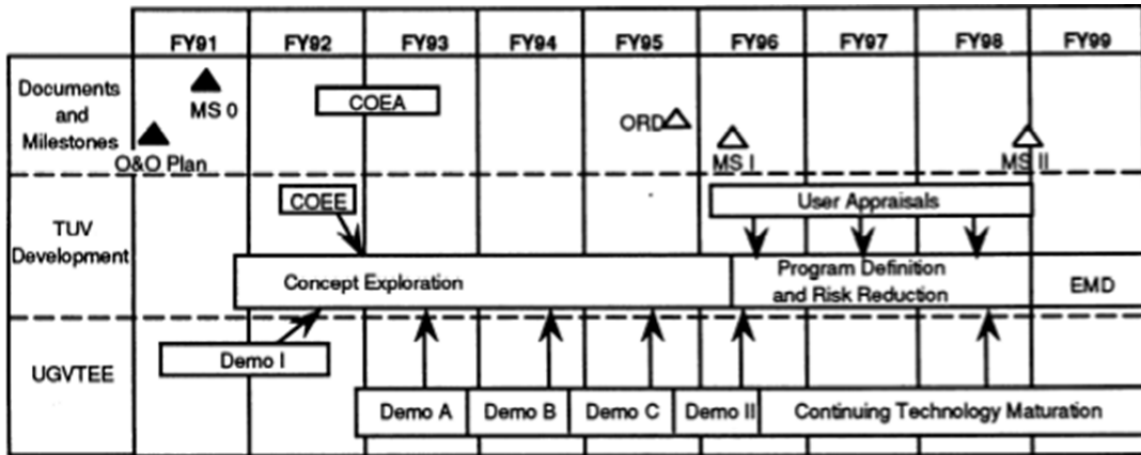 FY91 FY92 FY93 FY94 FY95 FY96 FY97 FY98 FY99
Documents
and
Milestones
MS 0
O&O Plan
COEA
ORD
MS I
MS II
TUV
Development
COEE
User Appraisals
Concept Exploration
Program Definition
and Risk Reduction
EMD
UGVTEE
Demo I
Demo A
Demo B
Demo C
Demo II
Continuing Technology Maturation